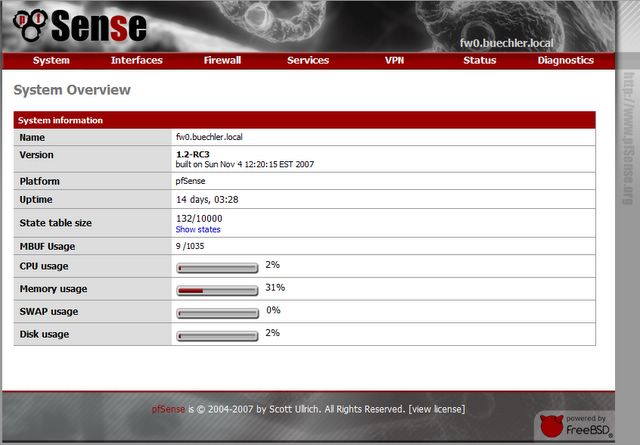 pf Sense
fw0.buechler.local
System Interfaces Firewall Services VPN Status Diagnostics
http://www.pfSense.org
System Overview
System information
Name fw0.buechler.local
Version 1.2-RC3
built on Sun Nov 4 12:20:15 EST 2007
Platform pfSense
Uptime 14 days, 03:28
State table size 132/10000
Show states
MBUF Usage 9 /1035
CPU usage 2%
Memory usage 31%
SWAP usage 0%
Disk usage 2%
pfSense is © 2004-2007 by Scott Ullrich. All Rights Reserved. [view license]
powered by
FreeBSD®